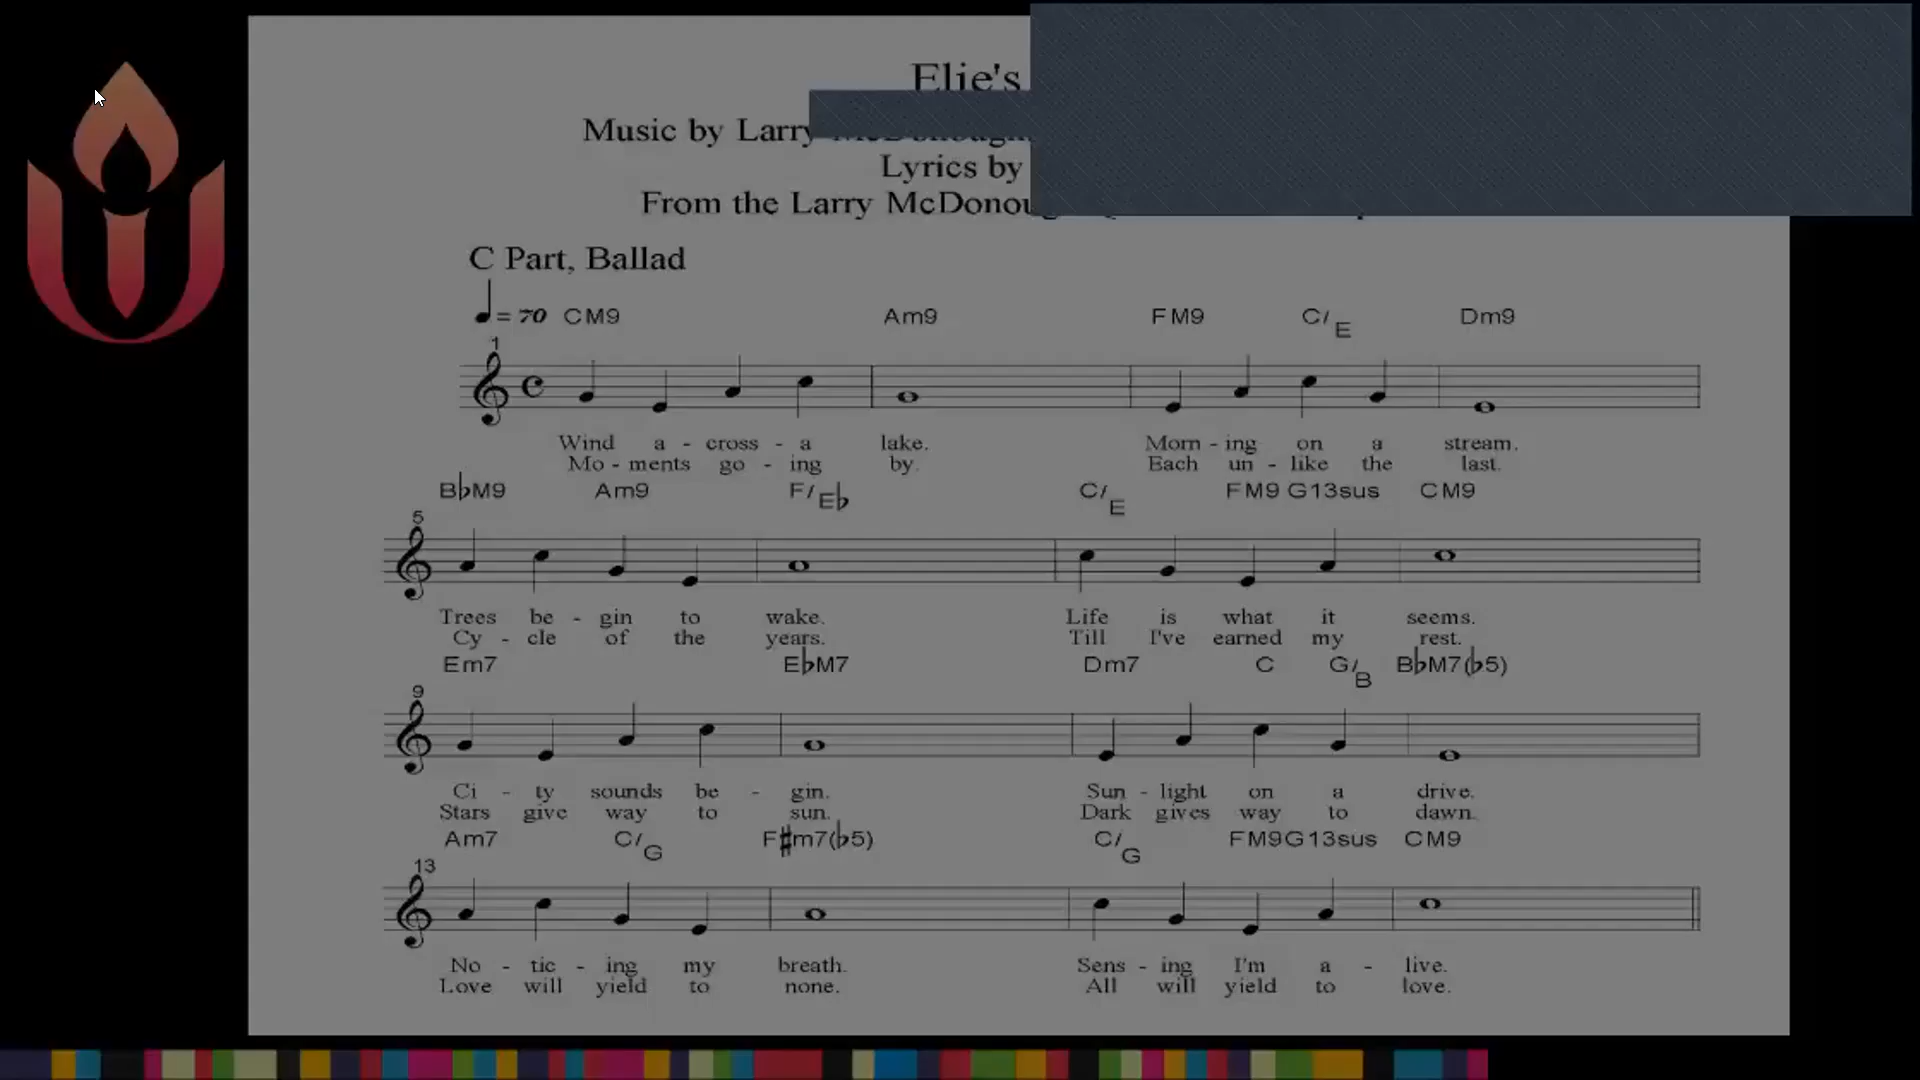 Elie's
Music by Larry McDonough
Lyrics by
From the Larry McDonough
C Part, Ballad
= 70 CM9 Am9 FM9 C/E Dm9
1
Wind a - cross - a lake. Morn - ing on a stream.
Mo - ments go - ing by. Each un - like the last.
B♭M9 Am9 F/E♭ C/E FM9 G13sus CM9
5
Trees be - gin to wake. Life is what it seems.
Cy - cle of the years. Till I've earned my rest.
Em7 E♭M7 Dm7 C G/B B♭M7(♭5)
9
Ci - ty sounds be - gin. Sun - light on a drive.
Stars give way to sun. Dark gives way to dawn.
Am7 C/G F#m7(♭5) C/G FM9 G13sus CM9
13
No - tic - ing my breath. Sens - ing I'm a - live.
Love will yield to none. All will yield to love.